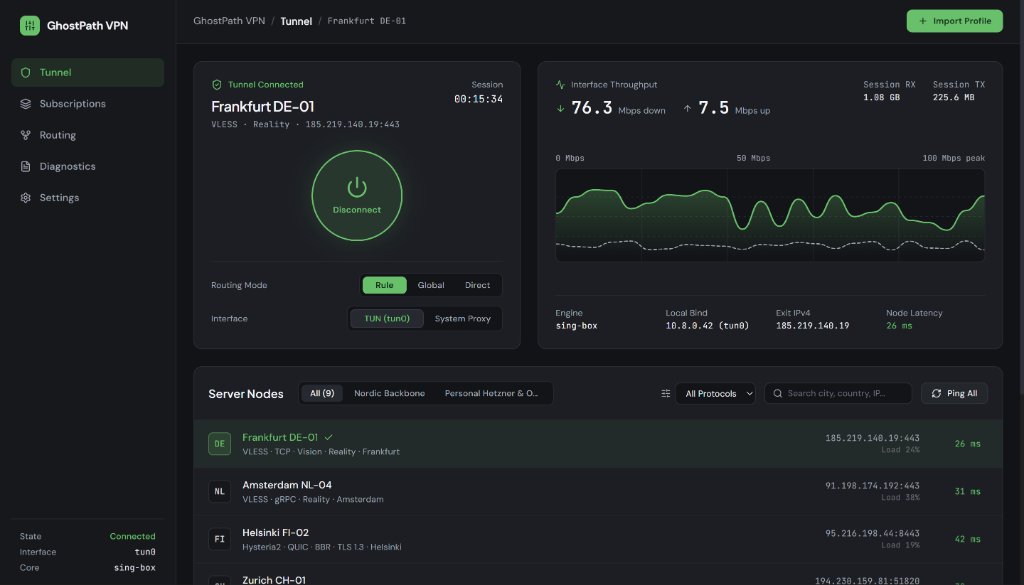 GhostPath VPN
Tunnel
Subscriptions
Routing
Diagnostics
Settings
State Connected
Interface tun0
Core sing-box
GhostPath VPN / Tunnel / Frankfurt DE-01
+ Import Profile
Tunnel Connected
Session
Frankfurt DE-01
00:15:34
VLESS · Reality · 185.219.140.19:443
Disconnect
Routing Mode
Rule Global Direct
Interface
TUN (tun0) System Proxy
Interface Throughput
↓ 76.3 Mbps down ↑ 7.5 Mbps up
Session RX Session TX
1.08 GB 225.6 MB
0 Mbps 50 Mbps 100 Mbps peak
Engine Local Bind Exit IPv4 Node Latency
sing-box 10.8.0.42 (tun0) 185.219.140.19 26 ms
Server Nodes
All (9) Nordic Backbone Personal Hetzner & O...
All Protocols
Search city, country, IP...
Ping All
DE
Frankfurt DE-01 ✓
VLESS · TCP · Vision · Reality · Frankfurt
185.219.140.19:443
Load 24%
26 ms
NL
Amsterdam NL-04
VLESS · gRPC · Reality · Amsterdam
91.198.174.192:443
Load 38%
31 ms
FI
Helsinki FI-02
Hysteria2 · QUIC · BBR · TLS 1.3 · Helsinki
95.216.198.44:8443
Load 19%
42 ms
Zurich CH-01
194.230.159.81:51820